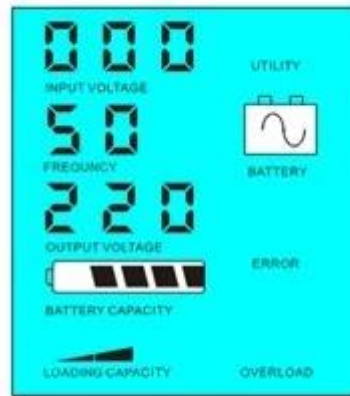 000
UTILITY
INPUT VOLTAGE
50
FREQUNCY
BATTERY
220
OUTPUT VOLTAGE
ERROR
BATTERY CAPACITY
LOADING CAPACITY
OVERLOAD